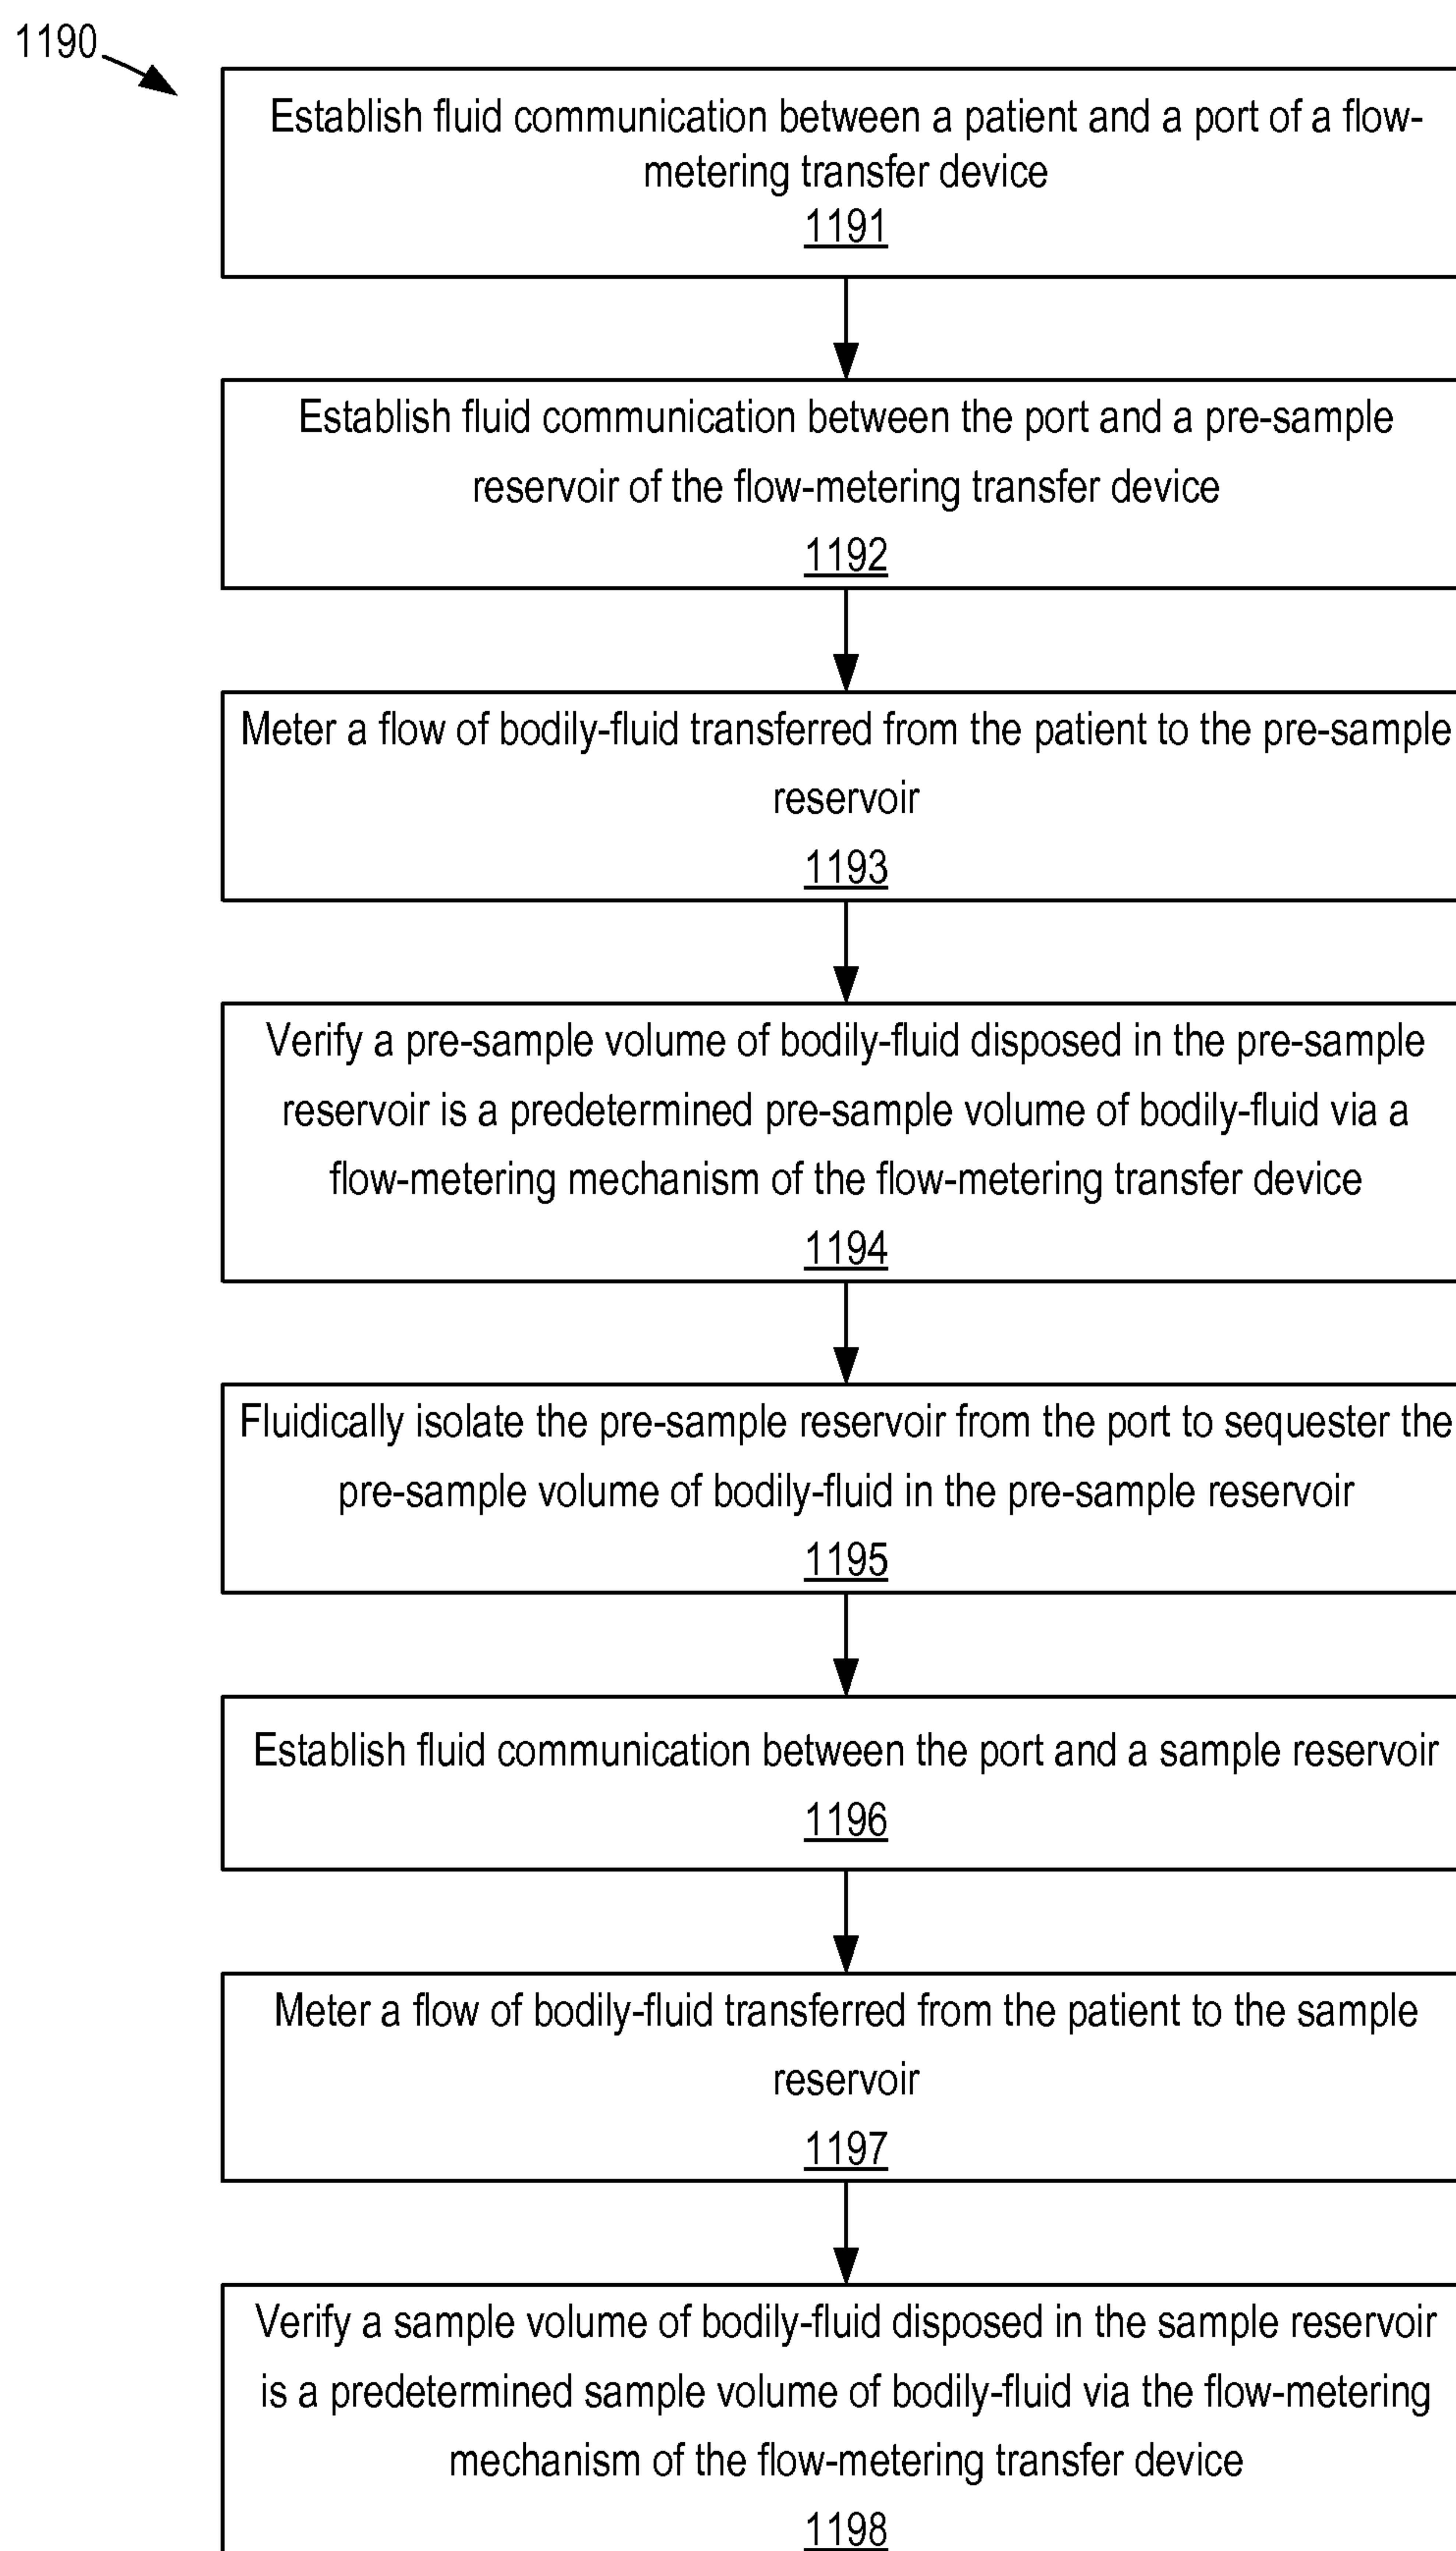 1190
Establish fluid communication between a patient and a port of a flow-
metering transfer device
1191
Establish fluid communication between the port and a pre-sample
reservoir of the flow-metering transfer device
1192
Meter a flow of bodily-fluid transferred from the patient to the pre-sample
reservoir
1193
Verify a pre-sample volume of bodily-fluid disposed in the pre-sample
reservoir is a predetermined pre-sample volume of bodily-fluid via a
flow-metering mechanism of the flow-metering transfer device
1194
Fluidically isolate the pre-sample reservoir from the port to sequester the
pre-sample volume of bodily-fluid in the pre-sample reservoir
1195
Establish fluid communication between the port and a sample reservoir
1196
Meter a flow of bodily-fluid transferred from the patient to the sample
reservoir
1197
Verify a sample volume of bodily-fluid disposed in the sample reservoir
is a predetermined sample volume of bodily-fluid via the flow-metering
mechanism of the flow-metering transfer device
1198